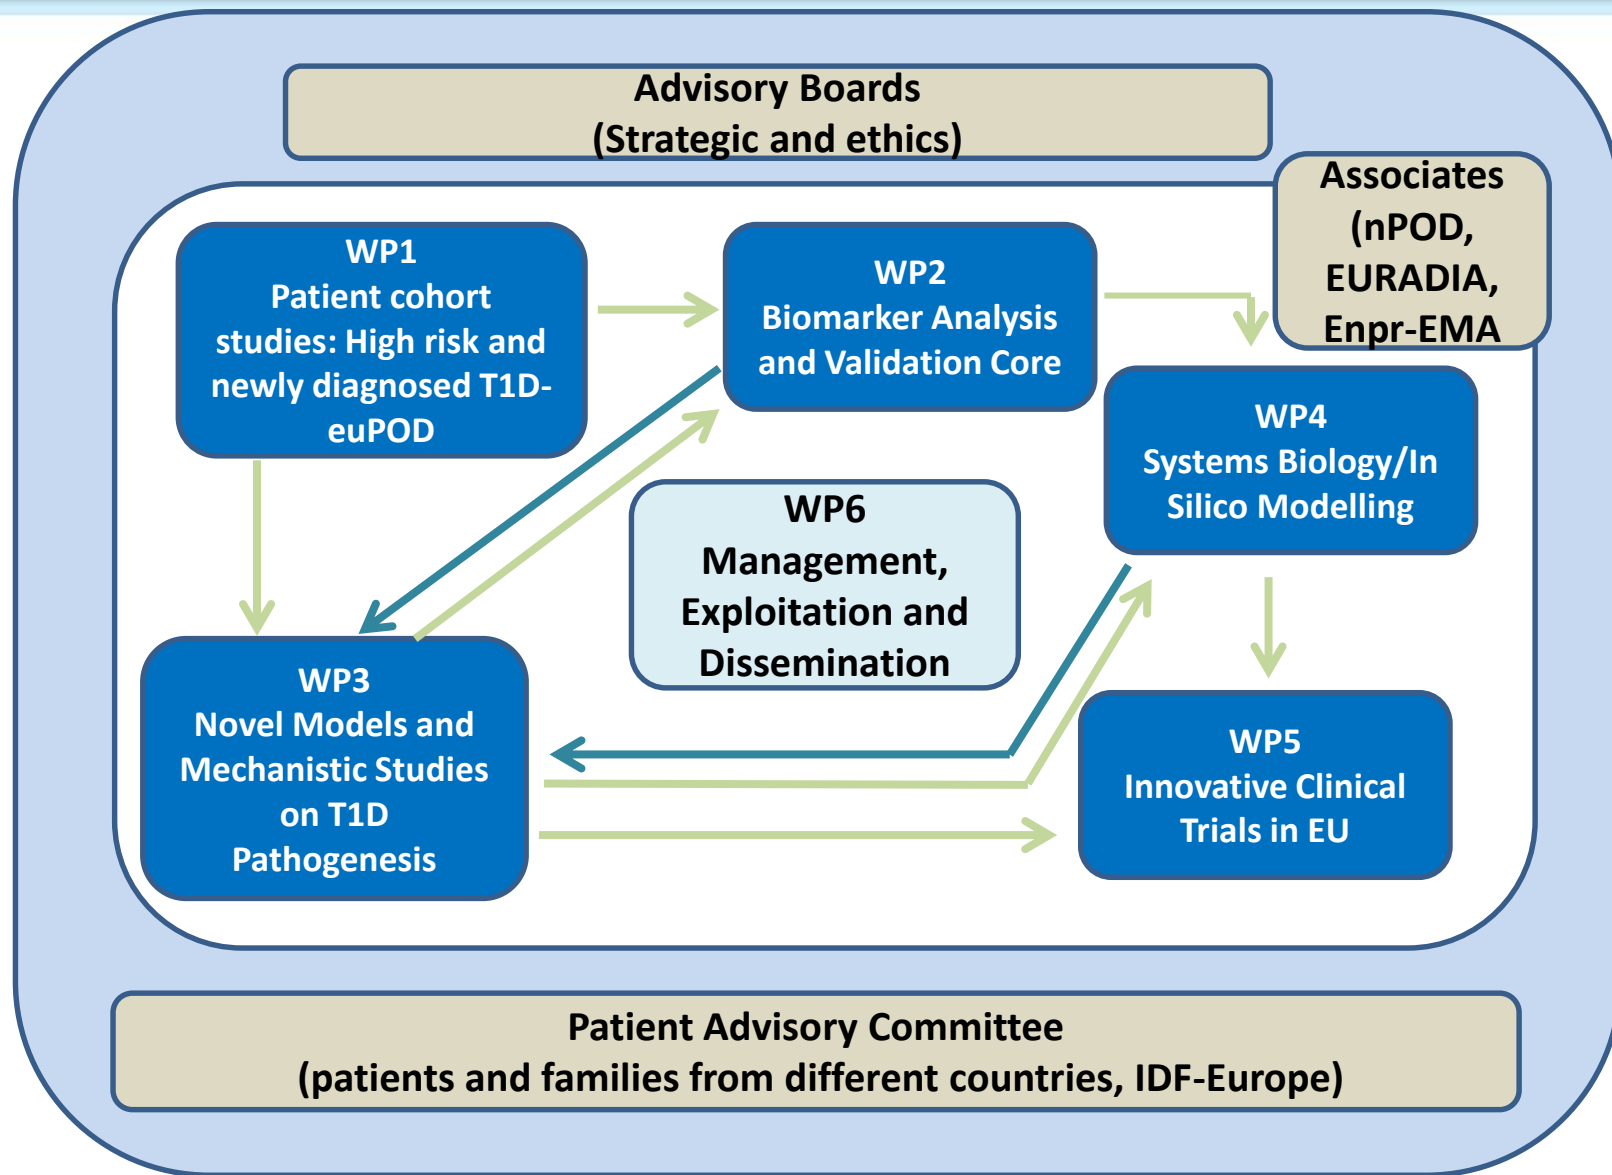 Advisory Boards
(Strategic and ethics)
Associates
(nPOD,
EURADIA,
Enpr-EMA
WP1
Patient cohort
studies: High risk and
newly diagnosed T1D-
euPOD
WP2
Biomarker Analysis
and Validation Core
WP4
Systems Biology/In
Silico Modelling
WP6
Management,
Exploitation and
Dissemination
WP3
Novel Models and
Mechanistic Studies
on T1D
Pathogenesis
WP5
Innovative Clinical
Trials in EU
Patient Advisory Committee
(patients and families from different countries, IDF-Europe)